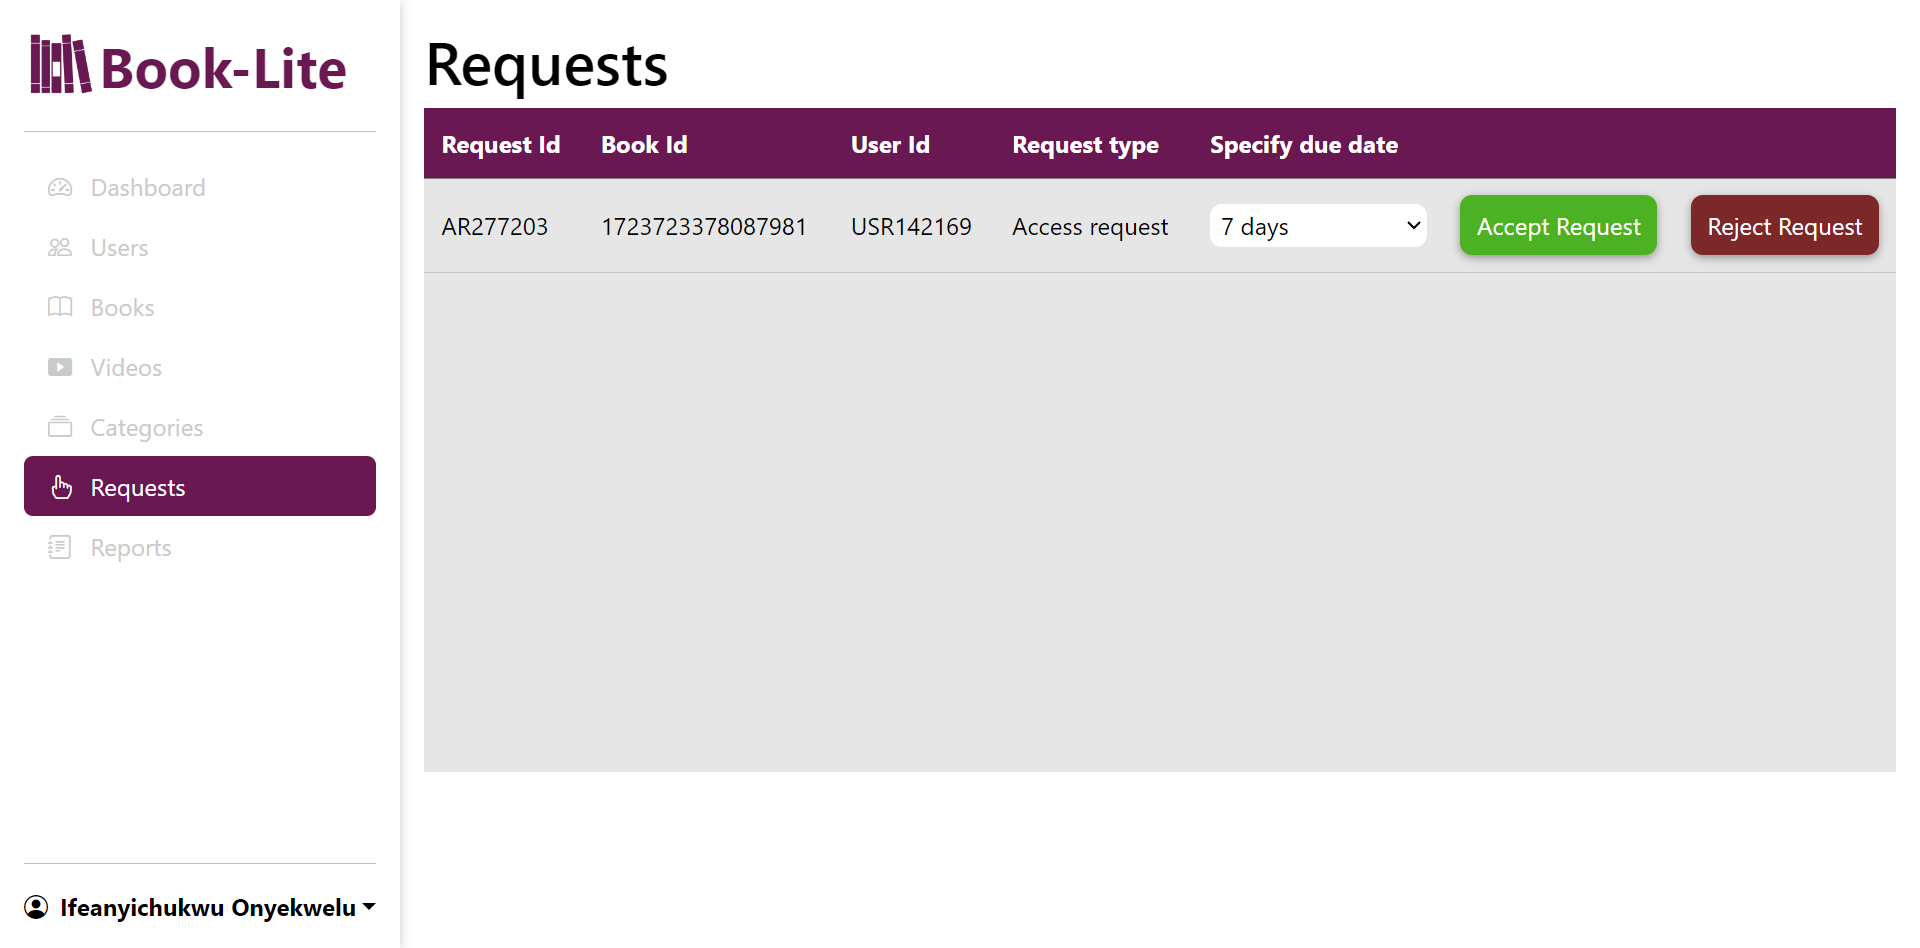 Book-Lite
Dashboard
Users
Books
Videos
Categories
Requests
Reports
Ifeanyichukwu Onyekwelu
Requests
Request Id Book Id User Id Request type Specify due date
AR277203 1723723378087981 USR142169 Access request 7 days Accept Request Reject Request